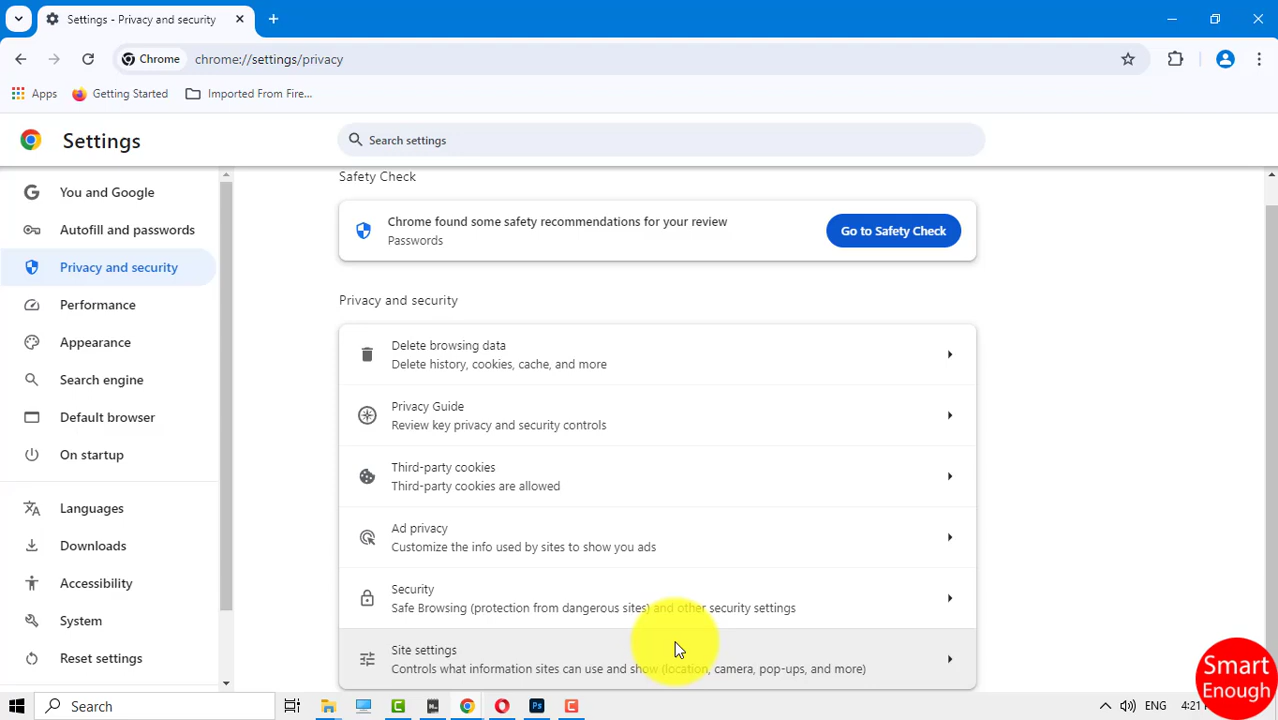 Settings - Privacy and security
Chrome
chrome://settings/privacy
Apps
Getting Started
Imported From Fire...
Settings
Search settings
You and Google
Autofill and passwords
Privacy and security
Performance
Appearance
Search engine
Default browser
On startup
Languages
Downloads
Accessibility
System
Reset settings
Safety Check
Chrome found some safety recommendations for your review
Passwords
Go to Safety Check
Privacy and security
Delete browsing data
Delete history, cookies, cache, and more
Privacy Guide
Review key privacy and security controls
Third-party cookies
Third-party cookies are allowed
Ad privacy
Customize the info used by sites to show you ads
Security
Safe Browsing (protection from dangerous sites) and other security settings
Site settings
Controls what information sites can use and show (location, camera, pop-ups, and more)
Search
Ps
ENG
4:21
Smart
Enough